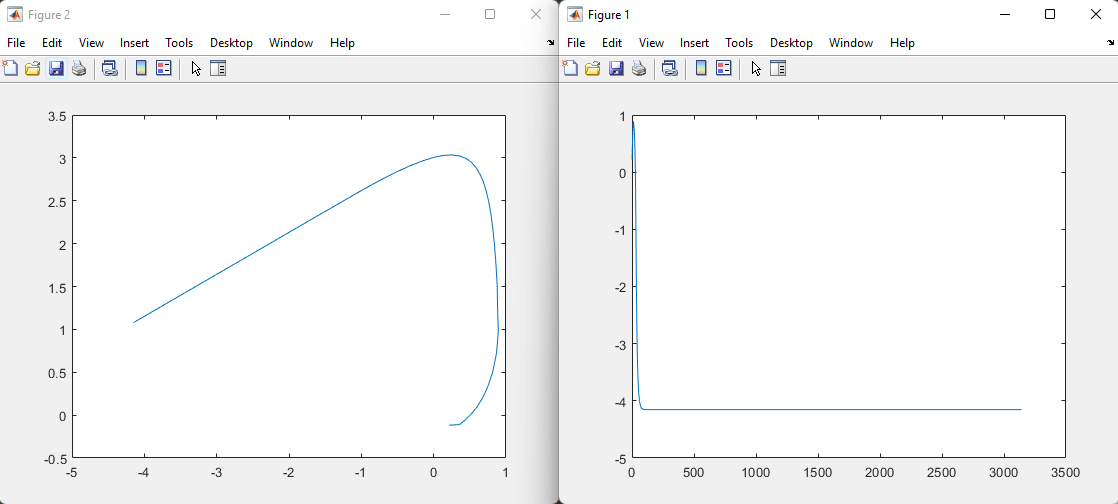 Figure 2
File Edit View Insert Tools Desktop Window Help
3.5
3
2.5
2
1.5
1
0.5
0
-0.5
-5 -4 -3 -2 -1 0 1
Figure 1
File Edit View Insert Tools Desktop Window Help
1
0
-1
-2
-3
-4
-5
0 500 1000 1500 2000 2500 3000 3500